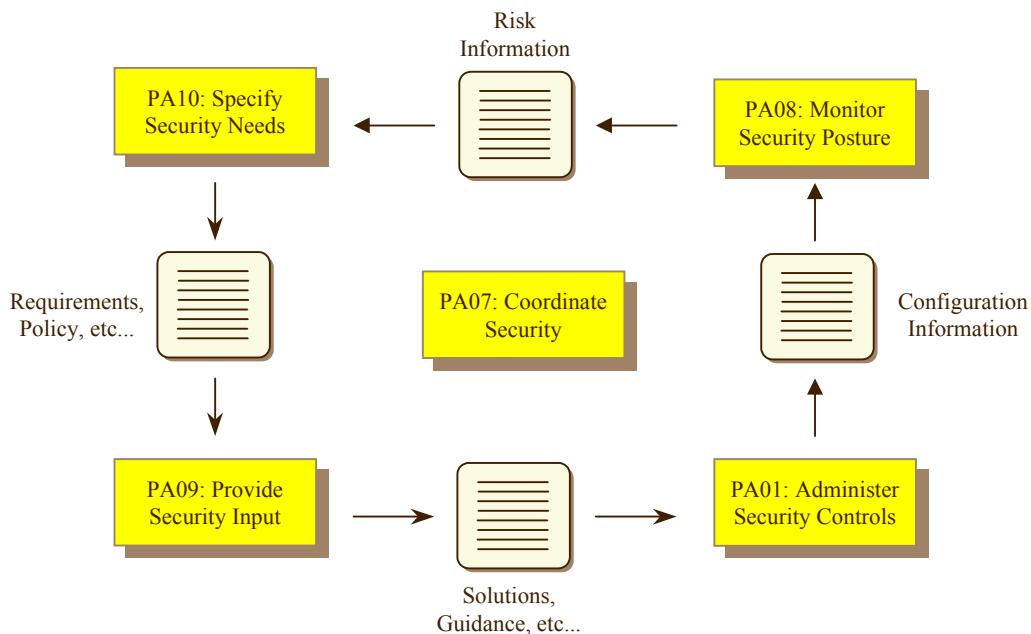 Risk
Information
PA10: Specify
Security Needs
PA08: Monitor
Security Posture
Requirements,
Policy, etc...
PA07: Coordinate
Security
Configuration
Information
PA09: Provide
Security Input
PA01: Administer
Security Controls
Solutions,
Guidance, etc...